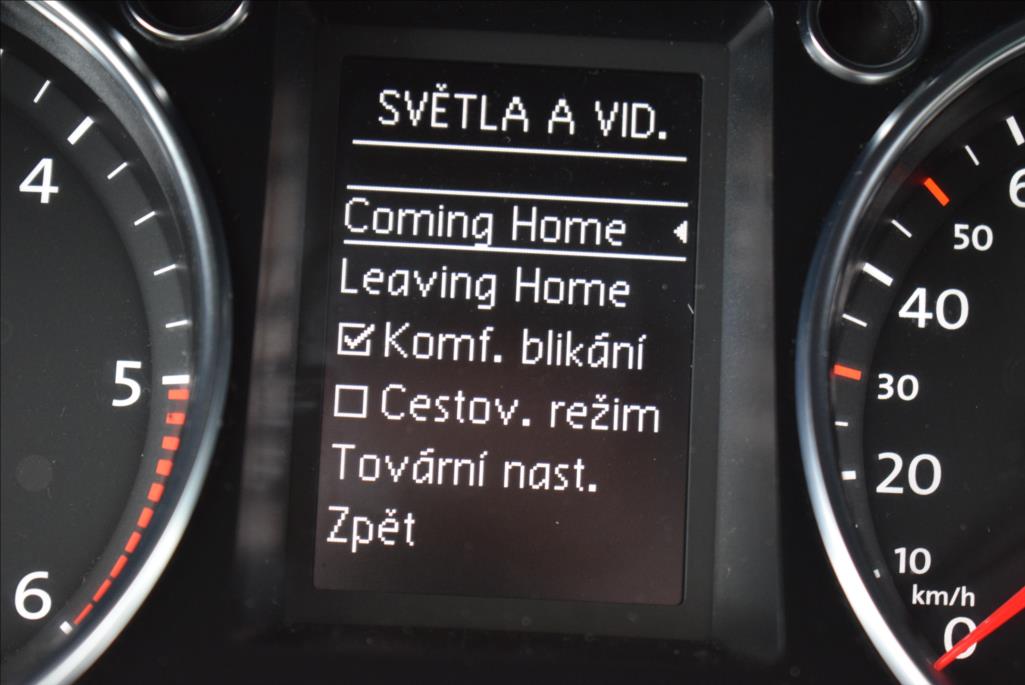 SVĚTLA A VID.
Coming Home
Leaving Home
Komf. blikání
Cestov. režim
Tovární nast.
Zpět
4
5
6
6
50
40
30
20
10
km/h
0